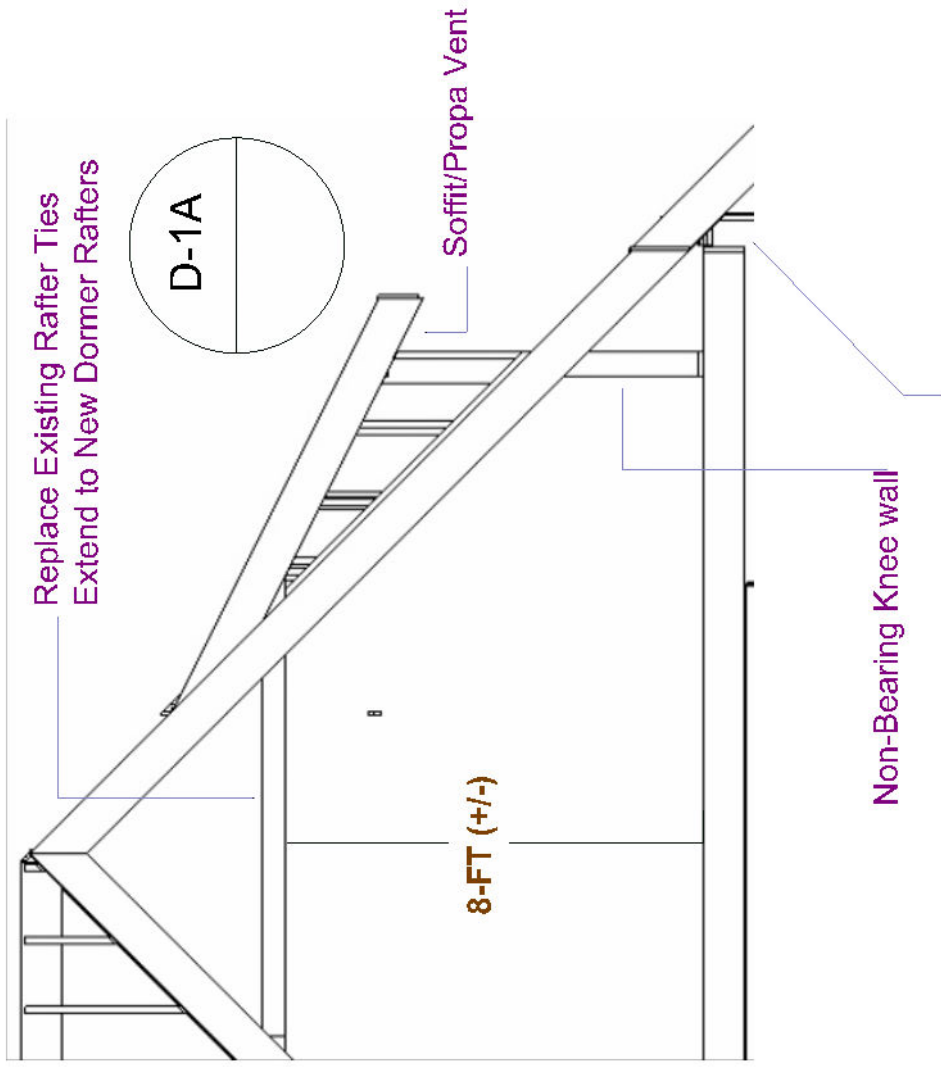 Replace Existing Rafter Ties
Extend to New Dormer Rafters
D-1A
Soffit/Propa Vent
8-FT (+/-)
Non-Bearing Knee wall